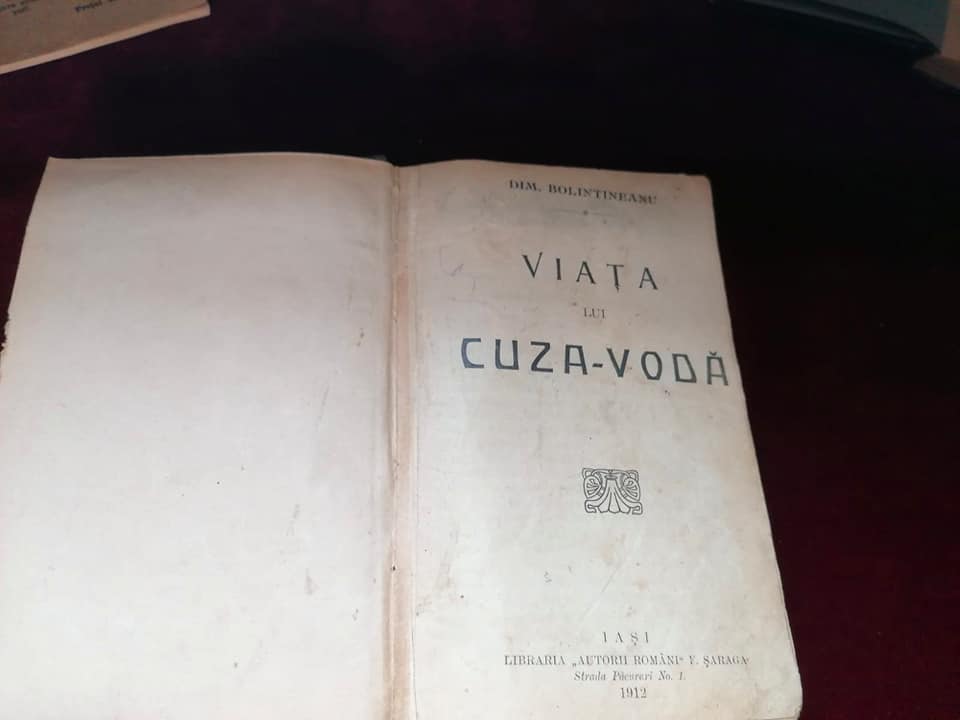 DIM. BOLINTINEANU
VIAȚA
LUI
CUZA-VODĂ
IAȘI
LIBRARIA „AUTORII ROMÂNI“ F. ȘARAGA
Strada Păcurari No. 1.
1912